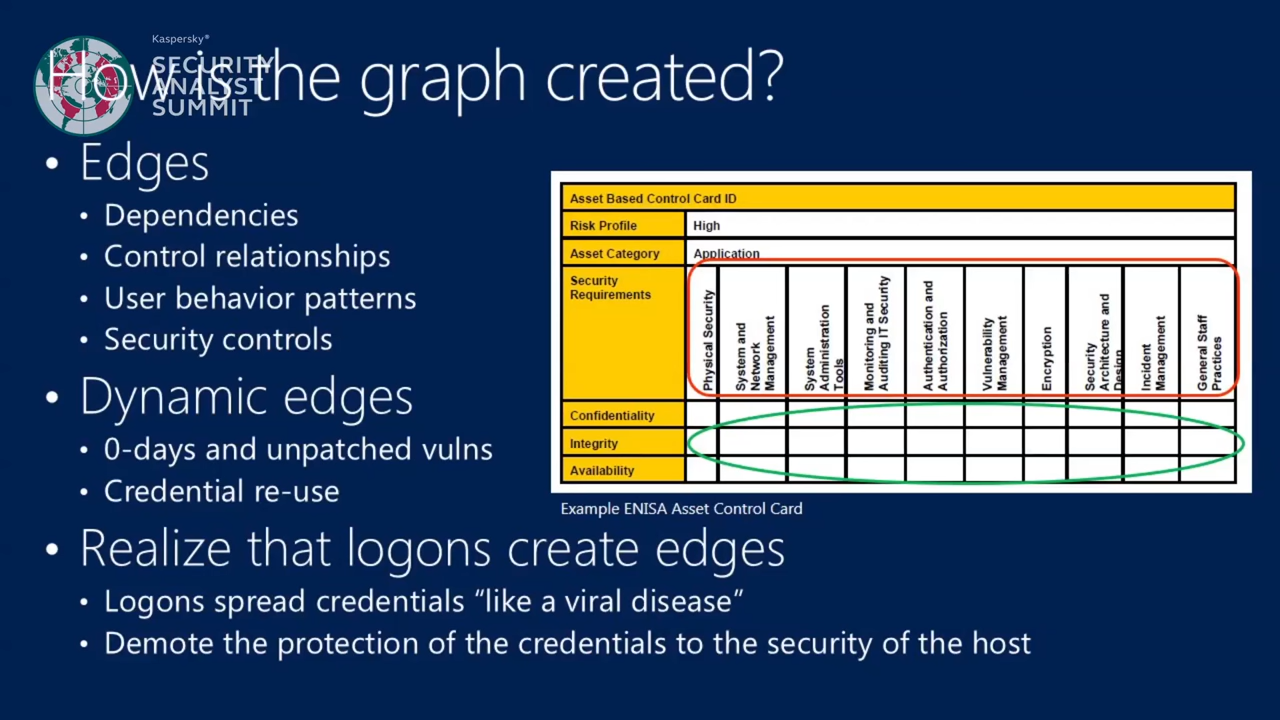 Kaspersky®
SECURITY
ANALYST
SUMMIT
How is the graph created?
• Edges
• Dependencies
• Control relationships
• User behavior patterns
• Security controls
• Dynamic edges
• 0-days and unpatched vulns
• Credential re-use
• Realize that logons create edges
• Logons spread credentials “like a viral disease”
• Demote the protection of the credentials to the security of the host
Asset Based Control Card ID
Risk Profile High
Asset Category Application
Security
Requirements
Physical Security
System and
Network
Management
System
Administration
Tools
Monitoring and
Auditing IT Security
Authentication and
Authorization
Vulnerability
Management
Encryption
Security
Architecture and
Design
Incident
Management
General Staff
Practices
Confidentiality
Integrity
Availability
Example ENISA Asset Control Card